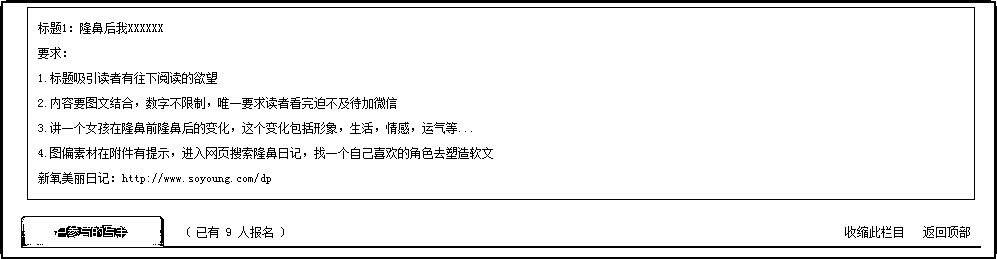 标题1：隆鼻后我XXXXXX
要求：
1.标题吸引读者有往下阅读的欲望
2.内容要图文结合，数字不限制，唯一要求读者看完迫不及待加微信
3.讲一个女孩在隆鼻前隆鼻后的变化，这个变化包括形象，生活，情感，运气等...
4.图偏素材在附件有提示，进入网页搜索隆鼻日记，找一个自己喜欢的角色去塑造软文
新氧美丽日记：http://www.soyoung.com/dp
（ 已有 9 人报名 ） 收缩此栏目 返回顶部